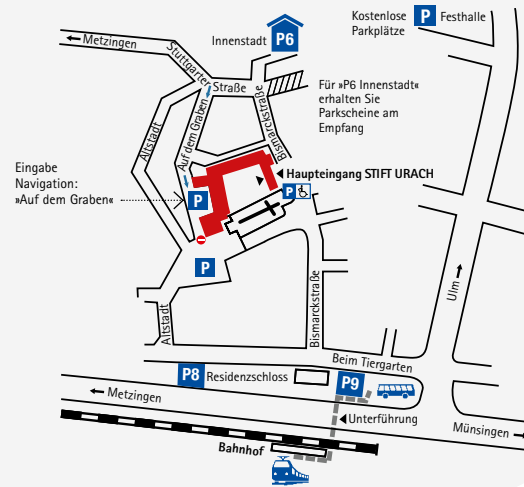 Metzingen
Innenstadt
P6
Kostenlose
Parkplätze
P
Festhalle
Stuttgarter
Straße
Für »P6 Innenstadt«
erhalten Sie
Parkscheine am
Empfang
Altstadt
Auf dem Graben
Bismarckstraße
Haupteingang STIFT URACH
Eingabe
Navigation:
»Auf dem Graben«
P
P
P
Ulm
Altstadt
Bismarckstraße
Beim Tiergarten
P8
Residenzschloss
P9
Metzingen
Unterführung
Münsingen
Bahnhof